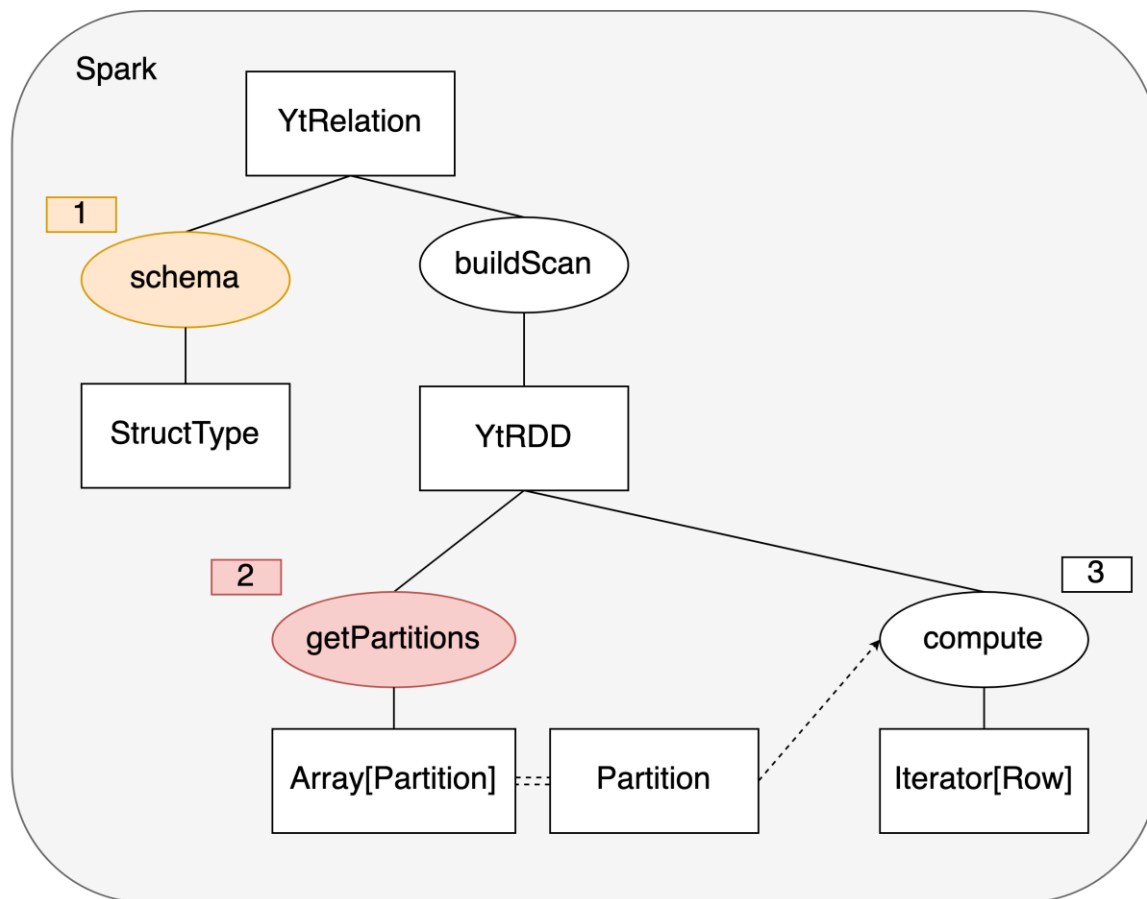 Spark
YtRelation
1
schema
buildScan
StructType
YtRDD
2
3
getPartitions
compute
Array[Partition]
Partition
Iterator[Row]